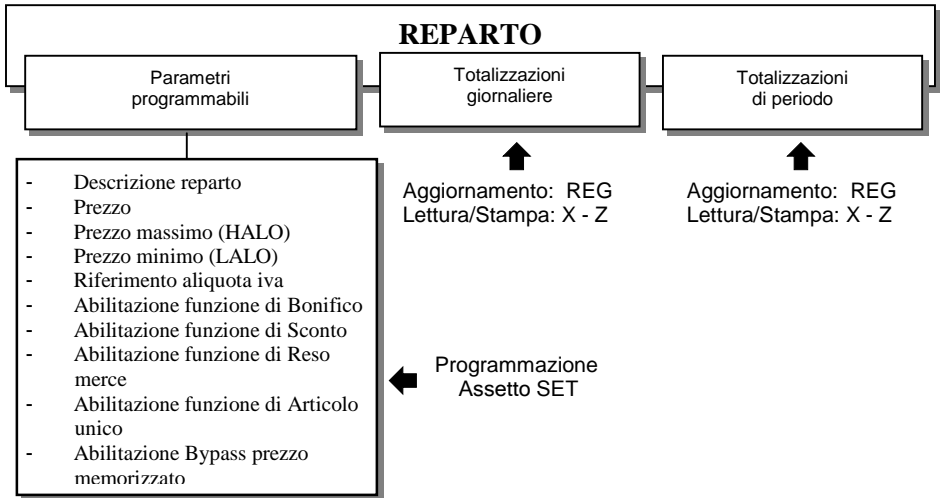 REPARTO
Parametri
programmabili
Totalizzazioni
giornaliere
Totalizzazioni
di periodo
- Descrizione reparto
- Prezzo
- Prezzo massimo (HALO)
- Prezzo minimo (LALO)
- Riferimento aliquota iva
- Abilitazione funzione di Bonifico
- Abilitazione funzione di Sconto
- Abilitazione funzione di Reso
merce
- Abilitazione funzione di Articolo
unico
- Abilitazione Bypass prezzo
memorizzato
Aggiornamento: REG
Lettura/Stampa: X - Z
Aggiornamento: REG
Lettura/Stampa: X - Z
Programmazione
Assetto SET